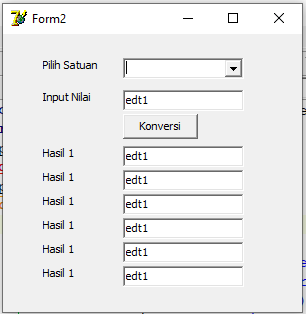 Form2
Pilih Satuan
Input Nilai edt1
Konversi
Hasil 1 edt1
Hasil 1 edt1
Hasil 1 edt1
Hasil 1 edt1
Hasil 1 edt1
Hasil 1 edt1